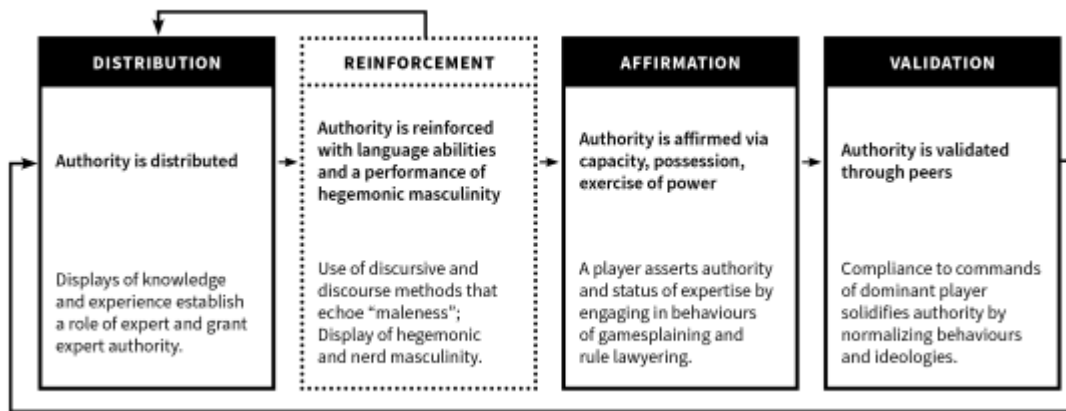 DISTRIBUTION
Authority is distributed
Displays of knowledge
and experience establish
a role of expert and grant
expert authority.
REINFORCEMENT
Authority is reinforced
with language abilities
and a performance of
hegemonic masculinity
Use of discursive and
discourse methods that
echoe “maleness”;
Display of hegemonic
and nerd masculinity.
AFFIRMATION
Authority is affirmed via
capacity, possession,
exercise of power
A player asserts authority
and status of expertise by
engaging in behaviours
of gamesplaining and
rule lawyering.
VALIDATION
Authority is validated
through peers
Compliance to commands
of dominant player
solidifies authority by
normalizing behaviours
and ideologies.